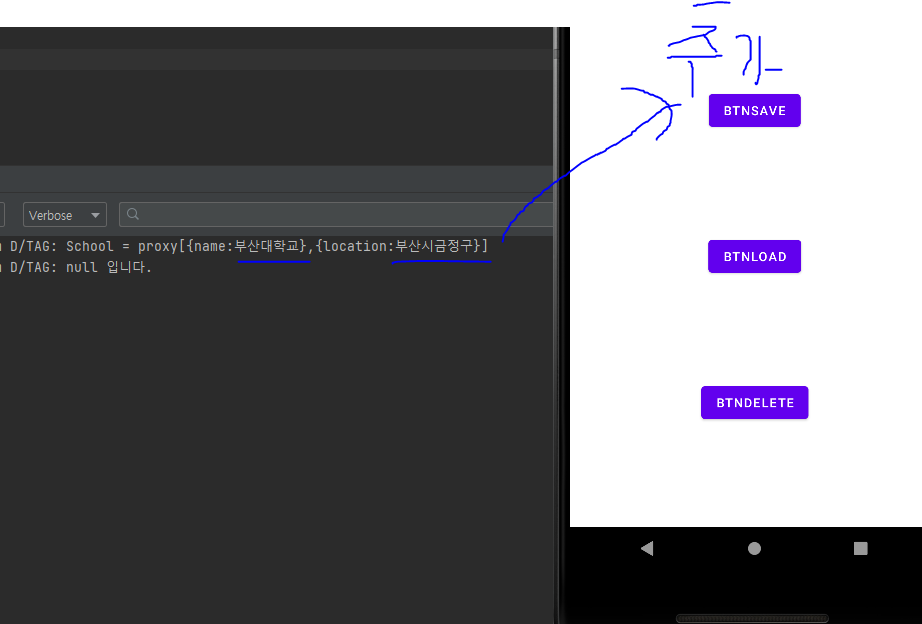 추가
BTNSAVE
Verbose
D/TAG: School = proxy[{name:부산대학교},{location:부산시금정구}]
D/TAG: null 입니다.
BTNLOAD
BTNDELETE